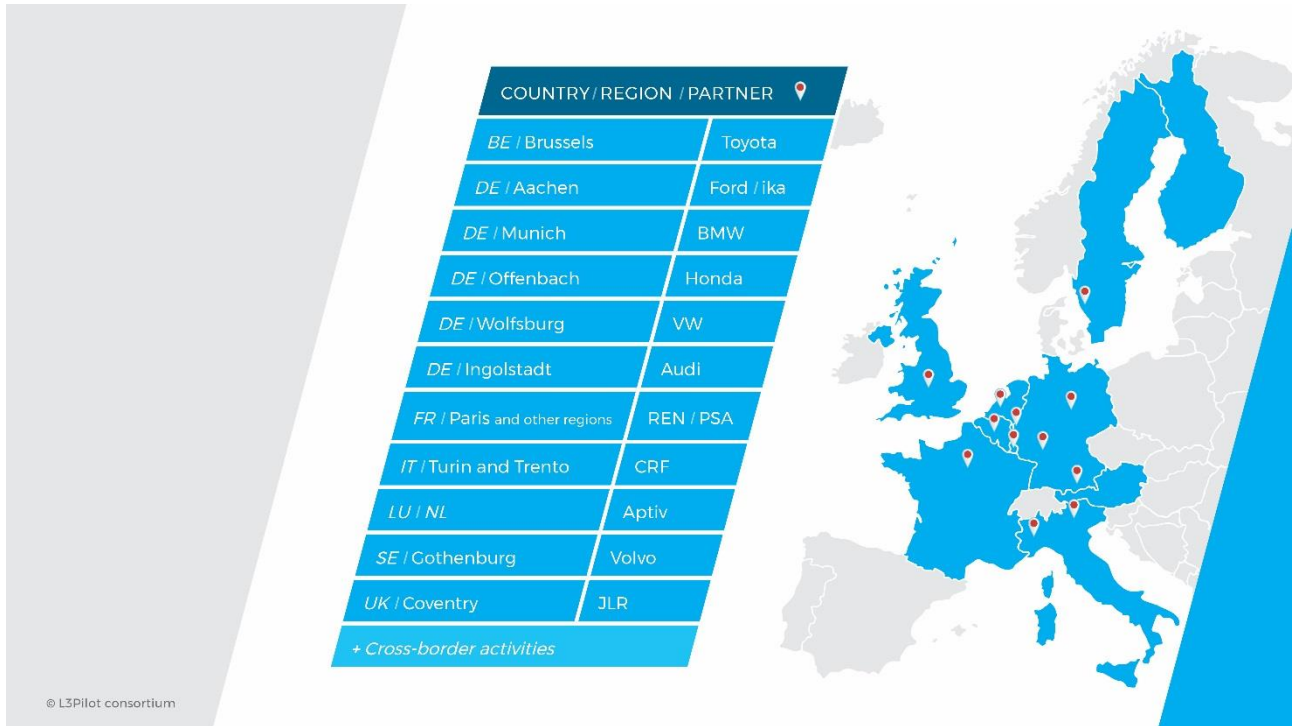 COUNTRY / REGION / PARTNER
BE / Brussels Toyota
DE / Aachen Ford / ika
DE / Munich BMW
DE / Offenbach Honda
DE / Wolfsburg VW
DE / Ingolstadt Audi
FR / Paris and other regions REN / PSA
IT / Turin and Trento CRF
LU / NL Aptiv
SE / Gothenburg Volvo
UK / Coventry JLR
+ Cross-border activities
© L3Pilot consortium